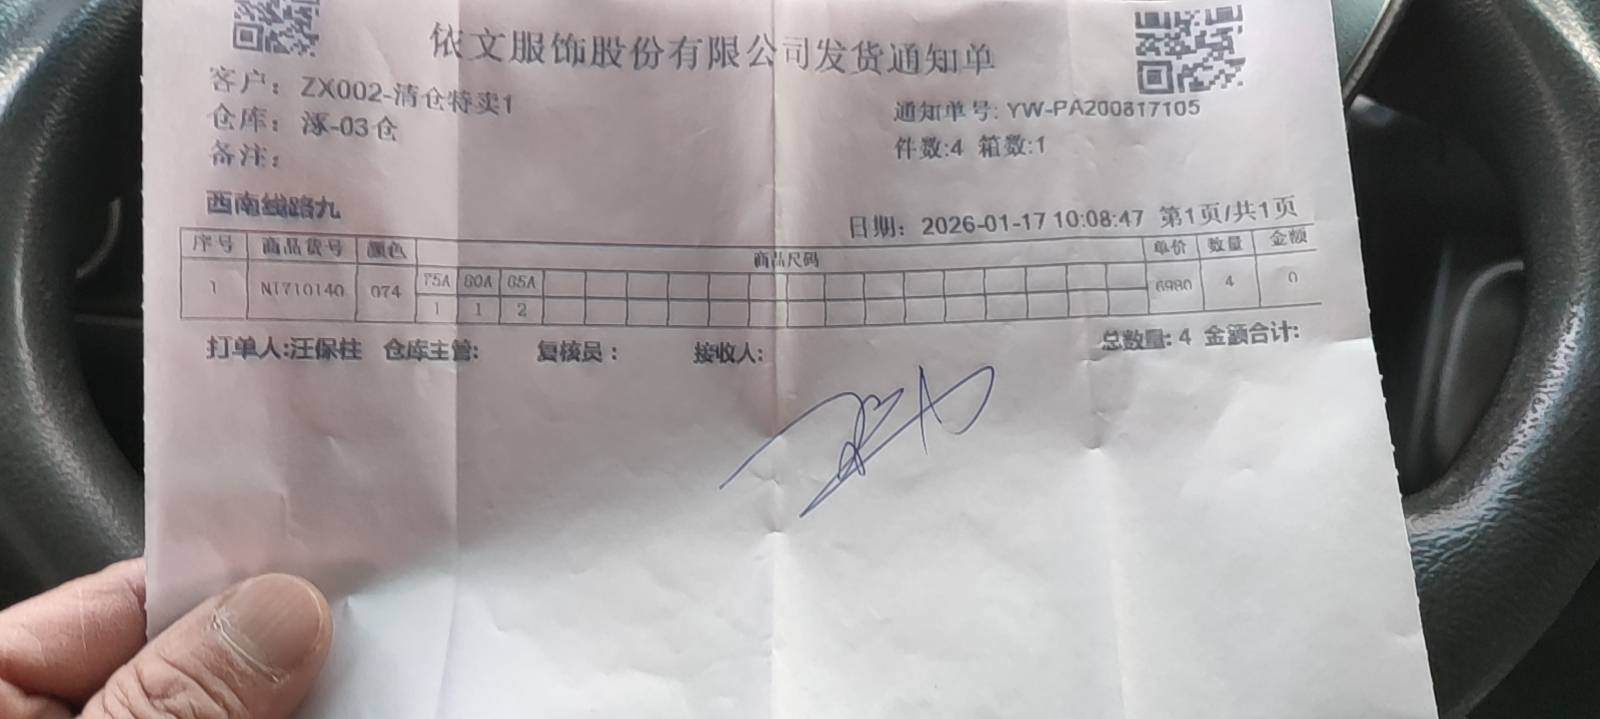 依文服饰股份有限公司发货通知单
客户：ZX002-清仓特卖1
仓库：涿-03仓
通知单号: YW-PA200817105
备注：
件数:4 箱数:1
西南线路九
日期：2026-01-17 10:08:47 第1页/共1页
序号 商品货号 颜色 商品尺码 单价 数量 金额
75A 80A 85A
1 NT710140 074 6980 4 0
1 1 2
打单人:汪保柱 仓库主管: 复核员： 接收人: 总数量: 4 金额合计: